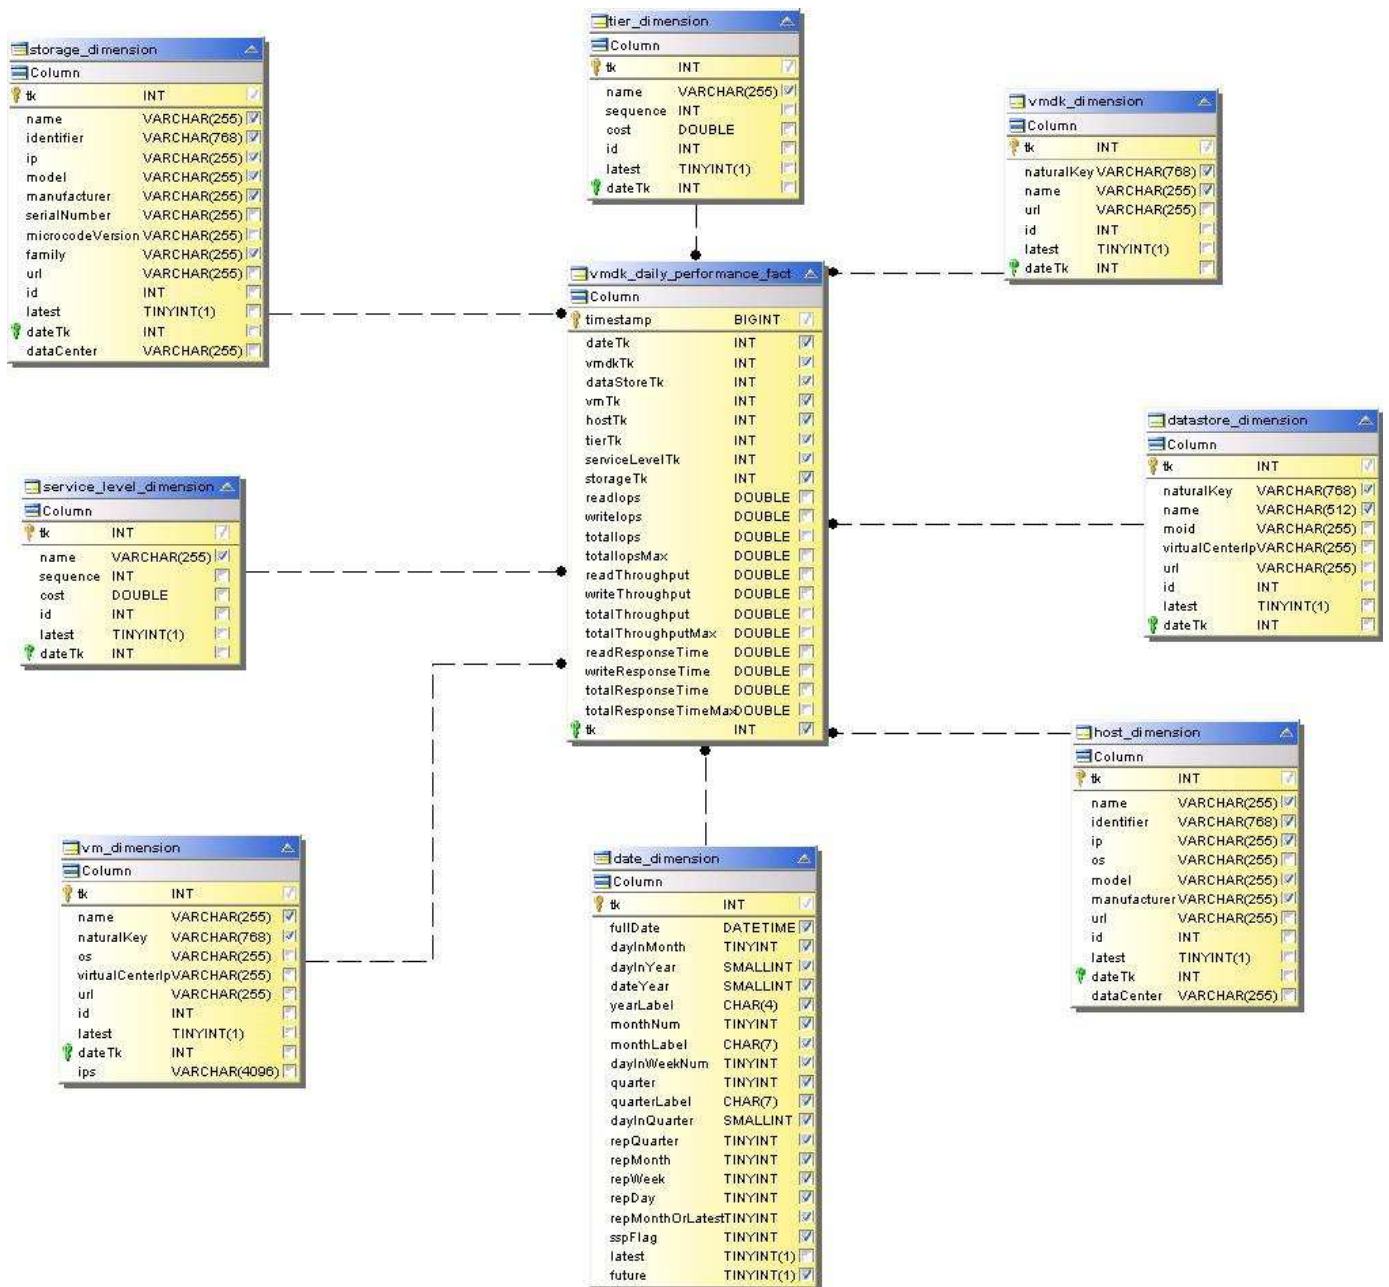 tier_dimension
Column
tk INT
name VARCHAR(255)
sequence INT
cost DOUBLE
id INT
latest TINYINT(1)
dateTk INT
storage_dimension
Column
tk INT
name VARCHAR(255)
identifier VARCHAR(768)
ip VARCHAR(255)
model VARCHAR(255)
manufacturer VARCHAR(255)
serialNumber VARCHAR(255)
microcodeVersion VARCHAR(255)
family VARCHAR(255)
url VARCHAR(255)
id INT
latest TINYINT(1)
dateTk INT
dataCenter VARCHAR(255)
vmdk_dimension
Column
tk INT
naturalKey VARCHAR(768)
name VARCHAR(255)
url VARCHAR(255)
id INT
latest TINYINT(1)
dateTk INT
vmdk_daily_performance_fact
Column
timestamp BIGINT
dateTk INT
vmdkTk INT
dataStoreTk INT
vmTk INT
hostTk INT
tierTk INT
serviceLevelTk INT
storageTk INT
readIops DOUBLE
writeIops DOUBLE
totalIops DOUBLE
totalIopsMax DOUBLE
readThroughput DOUBLE
writeThroughput DOUBLE
totalThroughput DOUBLE
totalThroughputMax DOUBLE
readResponseTime DOUBLE
writeResponseTime DOUBLE
totalResponseTime DOUBLE
totalResponseTimeMax DOUBLE
tk INT
datastore_dimension
Column
tk INT
naturalKey VARCHAR(768)
name VARCHAR(512)
moid VARCHAR(255)
virtualCenterIp VARCHAR(255)
url VARCHAR(255)
id INT
latest TINYINT(1)
dateTk INT
service_level_dimension
Column
tk INT
name VARCHAR(255)
sequence INT
cost DOUBLE
id INT
latest TINYINT(1)
dateTk INT
host_dimension
Column
tk INT
name VARCHAR(255)
identifier VARCHAR(768)
ip VARCHAR(255)
os VARCHAR(255)
model VARCHAR(255)
manufacturer VARCHAR(255)
url VARCHAR(255)
id INT
latest TINYINT(1)
dateTk INT
dataCenter VARCHAR(255)
vm_dimension
Column
tk INT
name VARCHAR(255)
naturalKey VARCHAR(768)
os VARCHAR(255)
virtualCenterIp VARCHAR(255)
url VARCHAR(255)
id INT
latest TINYINT(1)
dateTk INT
ips VARCHAR(4096)
date_dimension
Column
tk INT
fullDate DATETIME
dayInMonth TINYINT
dayInYear SMALLINT
dateYear SMALLINT
yearLabel CHAR(4)
monthNum TINYINT
monthLabel CHAR(7)
dayInWeekNum TINYINT
quarter TINYINT
quarterLabel CHAR(7)
dayInQuarter SMALLINT
repQuarter TINYINT
repMonth TINYINT
repWeek TINYINT
repDay TINYINT
repMonthOrLatest TINYINT
sspFlag TINYINT
latest TINYINT(1)
future TINYINT(1)